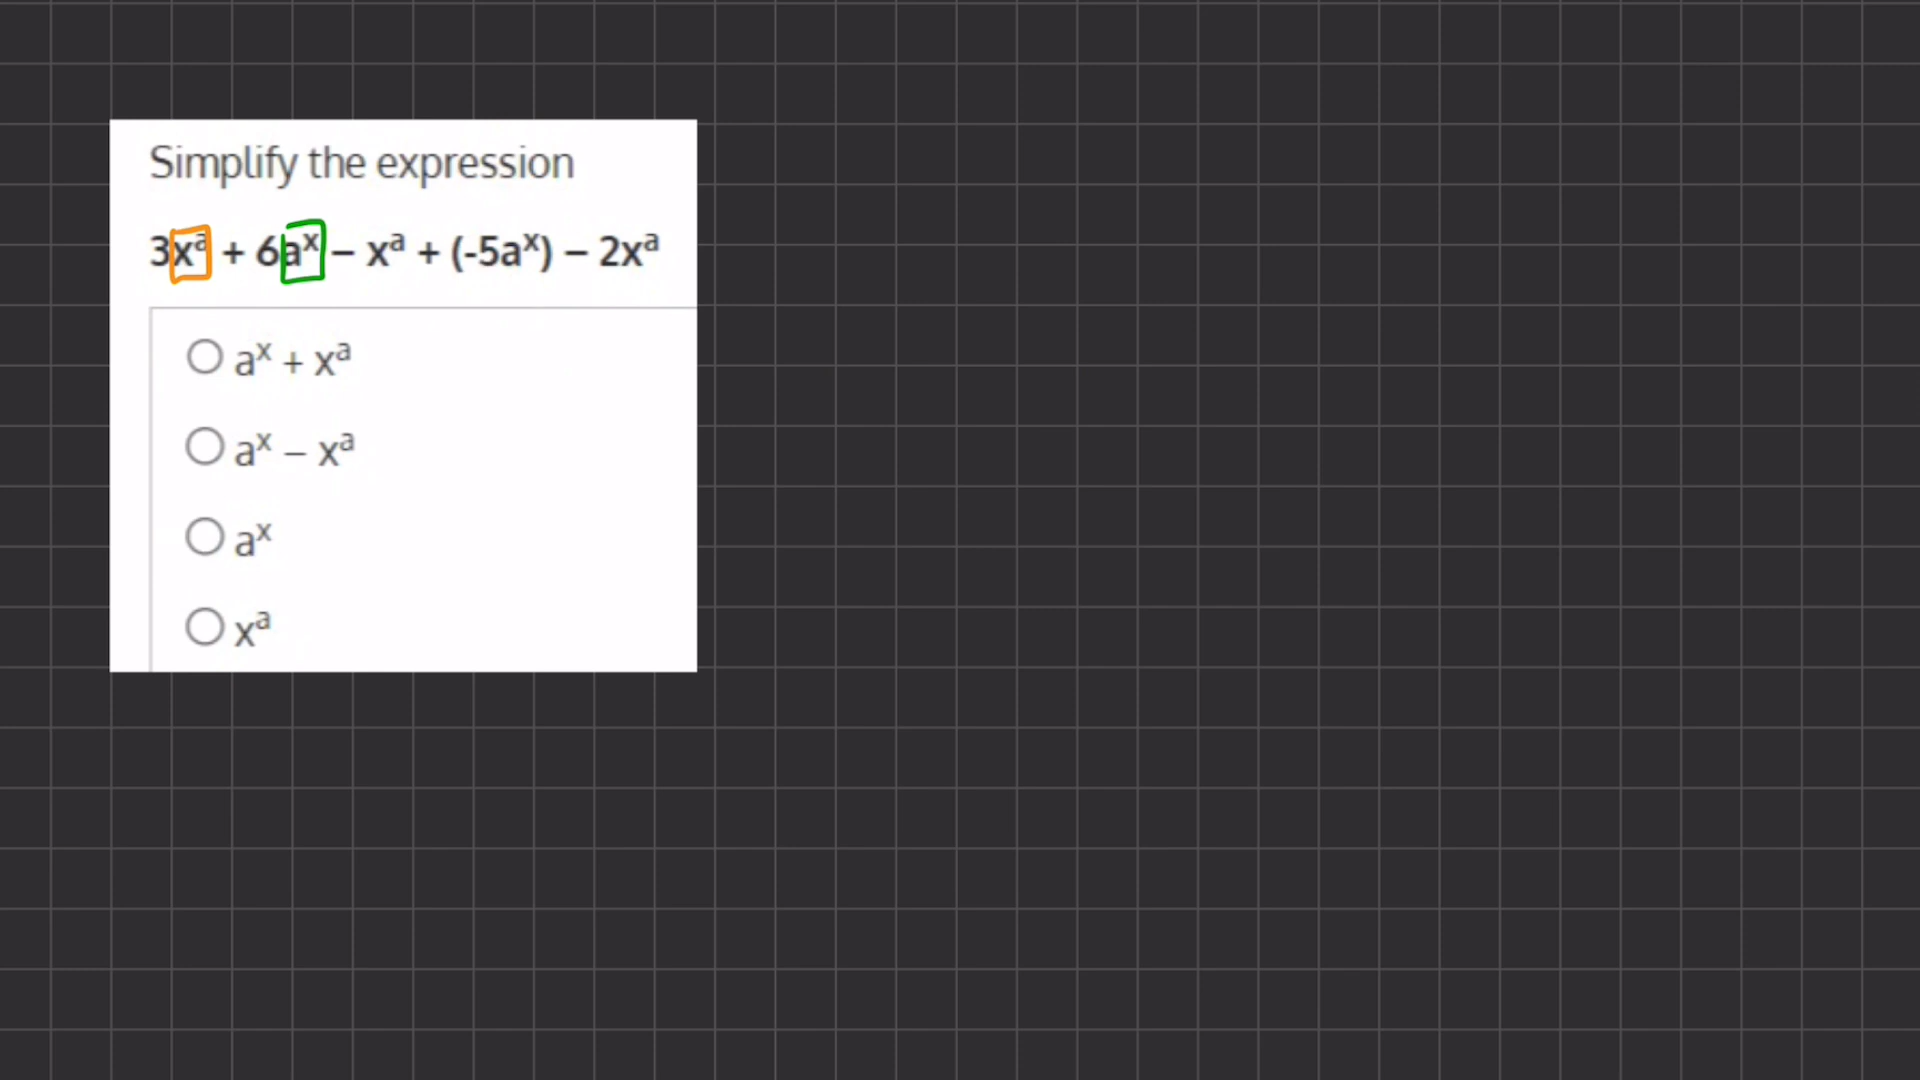 Simplify the expression
3xᵃ + 6aˣ – xᵃ + (-5aˣ) – 2xᵃ
aˣ + xᵃ
aˣ – xᵃ
aˣ
xᵃ